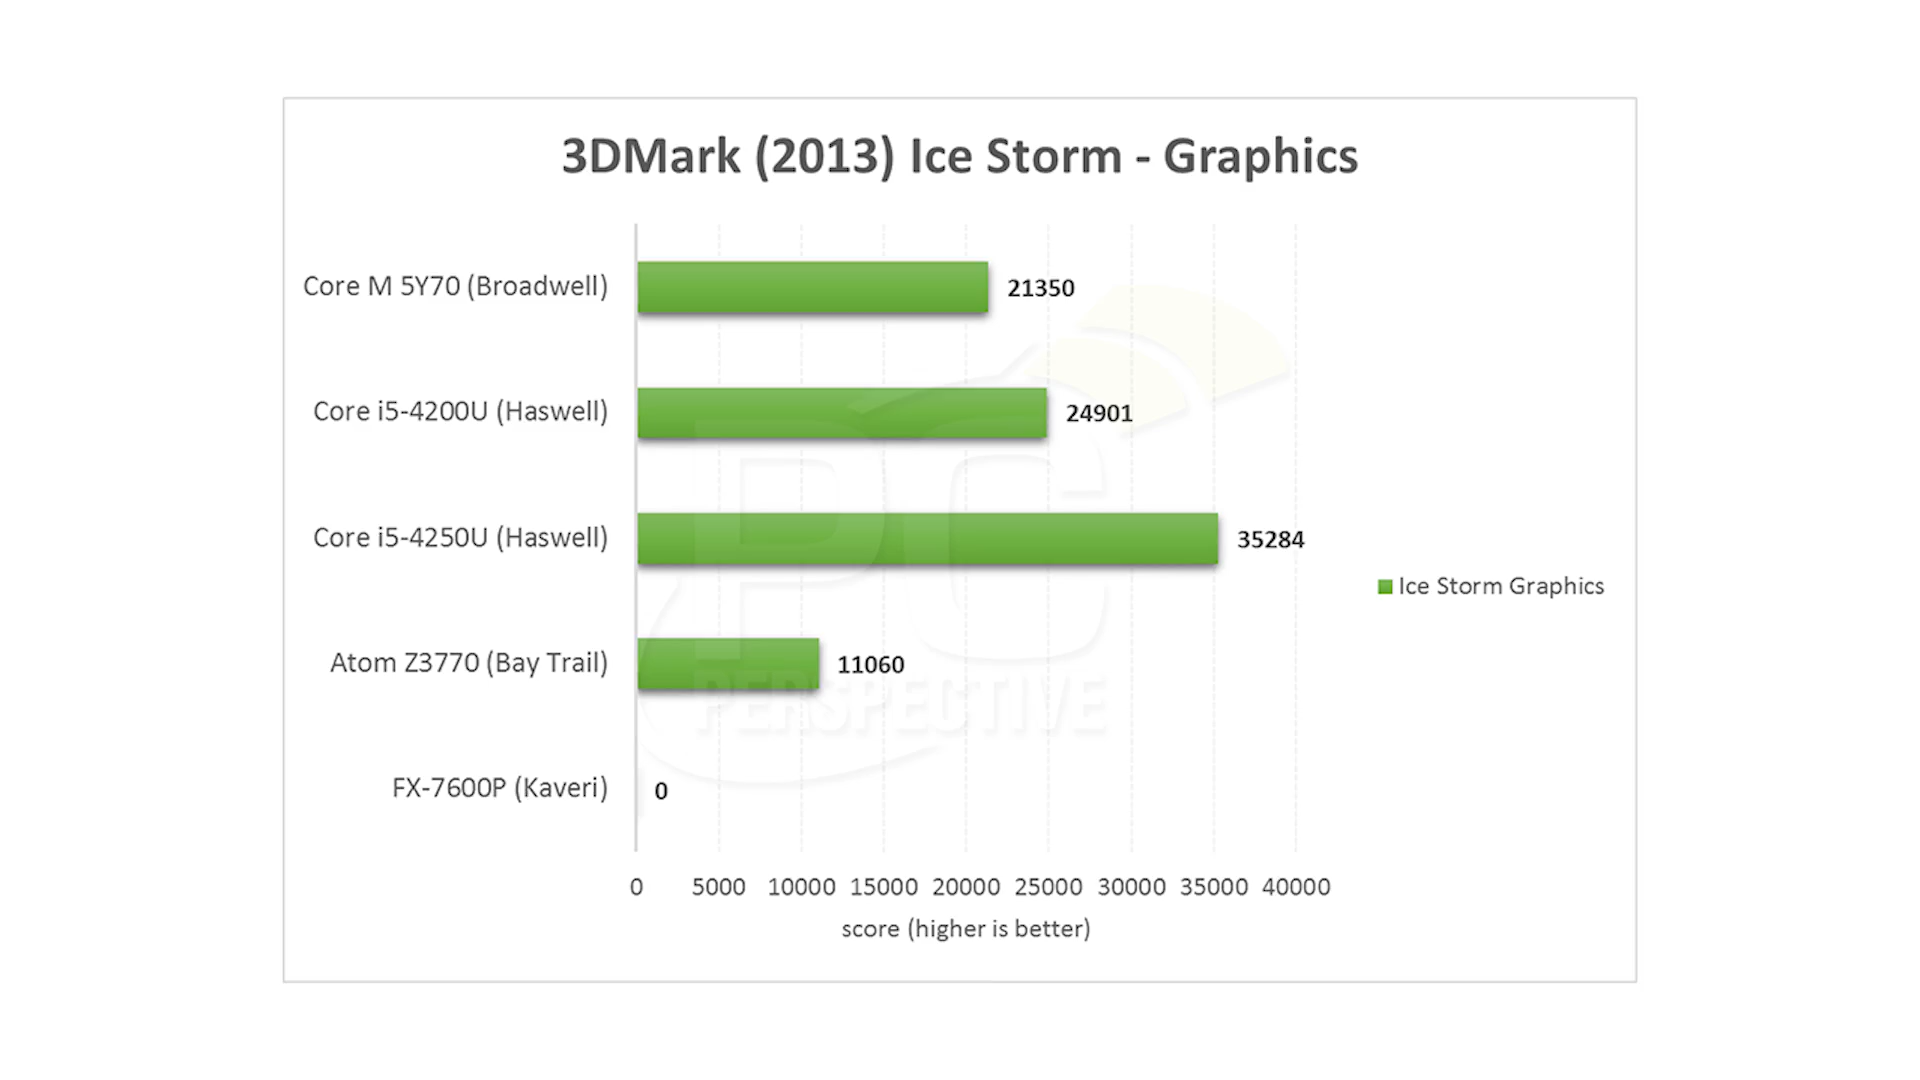 3DMark (2013) Ice Storm - Graphics
Core M 5Y70 (Broadwell) 21350
Core i5-4200U (Haswell) 24901
Core i5-4250U (Haswell) 35284
Ice Storm Graphics
Atom Z3770 (Bay Trail) 11060
PC
PERSPECTIVE
FX-7600P (Kaveri) 0
0 5000 10000 15000 20000 25000 30000 35000 40000
score (higher is better)